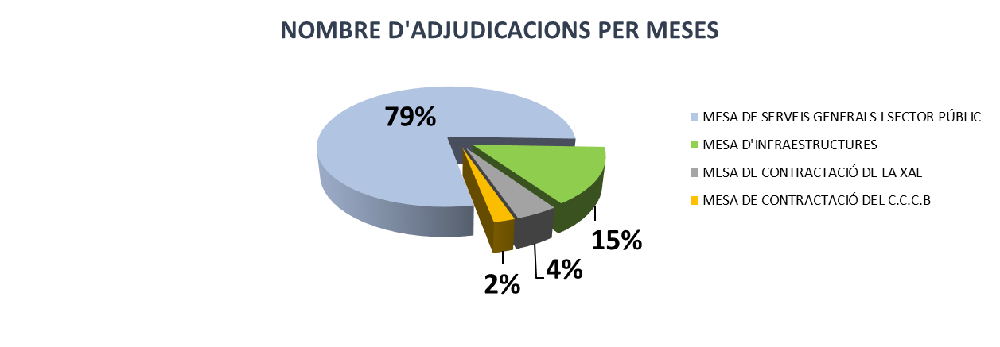 NOMBRE D'ADJUDICACIONS PER MESES
79%
15%
4%
2%
MESA DE SERVEIS GENERALS I SECTOR PÚBLIC
MESA D'INFRAESTRUCTURES
MESA DE CONTRACTACIÓ DE LA XAL
MESA DE CONTRACTACIÓ DEL C.C.C.B